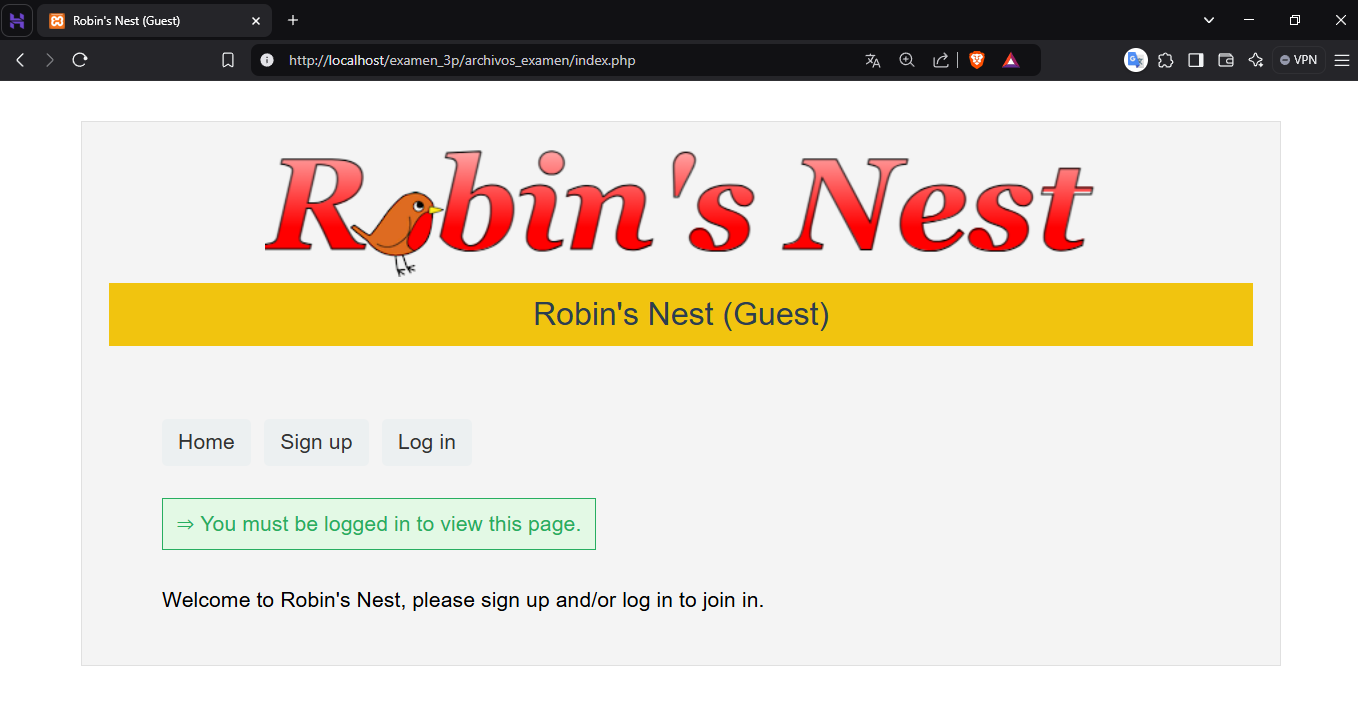 Robin's Nest (Guest)
http://localhost/examen_3p/archivos_examen/index.php
VPN
Robin's Nest
Robin's Nest (Guest)
Home Sign up Log in
⇒ You must be logged in to view this page.
Welcome to Robin's Nest, please sign up and/or log in to join in.